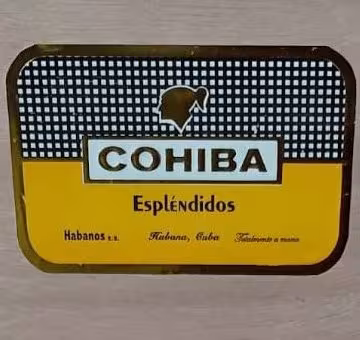 COHIBA
Espléndidos
Habanos s.a. Habana, Cuba Totalmente a mano